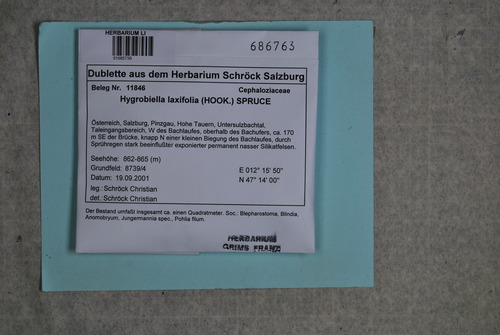 HERBARIUM LI
686763
Dublette aus dem Herbarium Schröck Salzburg
Beleg Nr. 11846 Cephaloziaceae
Hygrobiella laxifolia (HOOK.) SPRUCE
Österreich, Salzburg, Pinzgau, Hohe Tauern, Untersulzbachtal,
Taleingangsbereich, W des Bachlaufes, oberhalb des Bachufers, ca. 170
m SE der Brücke, knapp N einer kleinen Biegung des Bachlaufes, durch
Sprühregen stark beeinflußter exponierter permanent nasser Silikatfelsen.
Seehöhe: 862-865 (m)
Grundfeld: 8739/4 E 012° 15' 50"
Datum: 19.09.2001 N 47° 14' 00"
leg.: Schröck Christian
det.: Schröck Christian
Der Bestand umfaßt insgesamt ca. einen Quadratmeter. Soc.: Blepharostoma, Blindia,
Anomobryum, Jungermannia spec., Pohlia filum.
HERBARIUM
GRIMS FRANZ